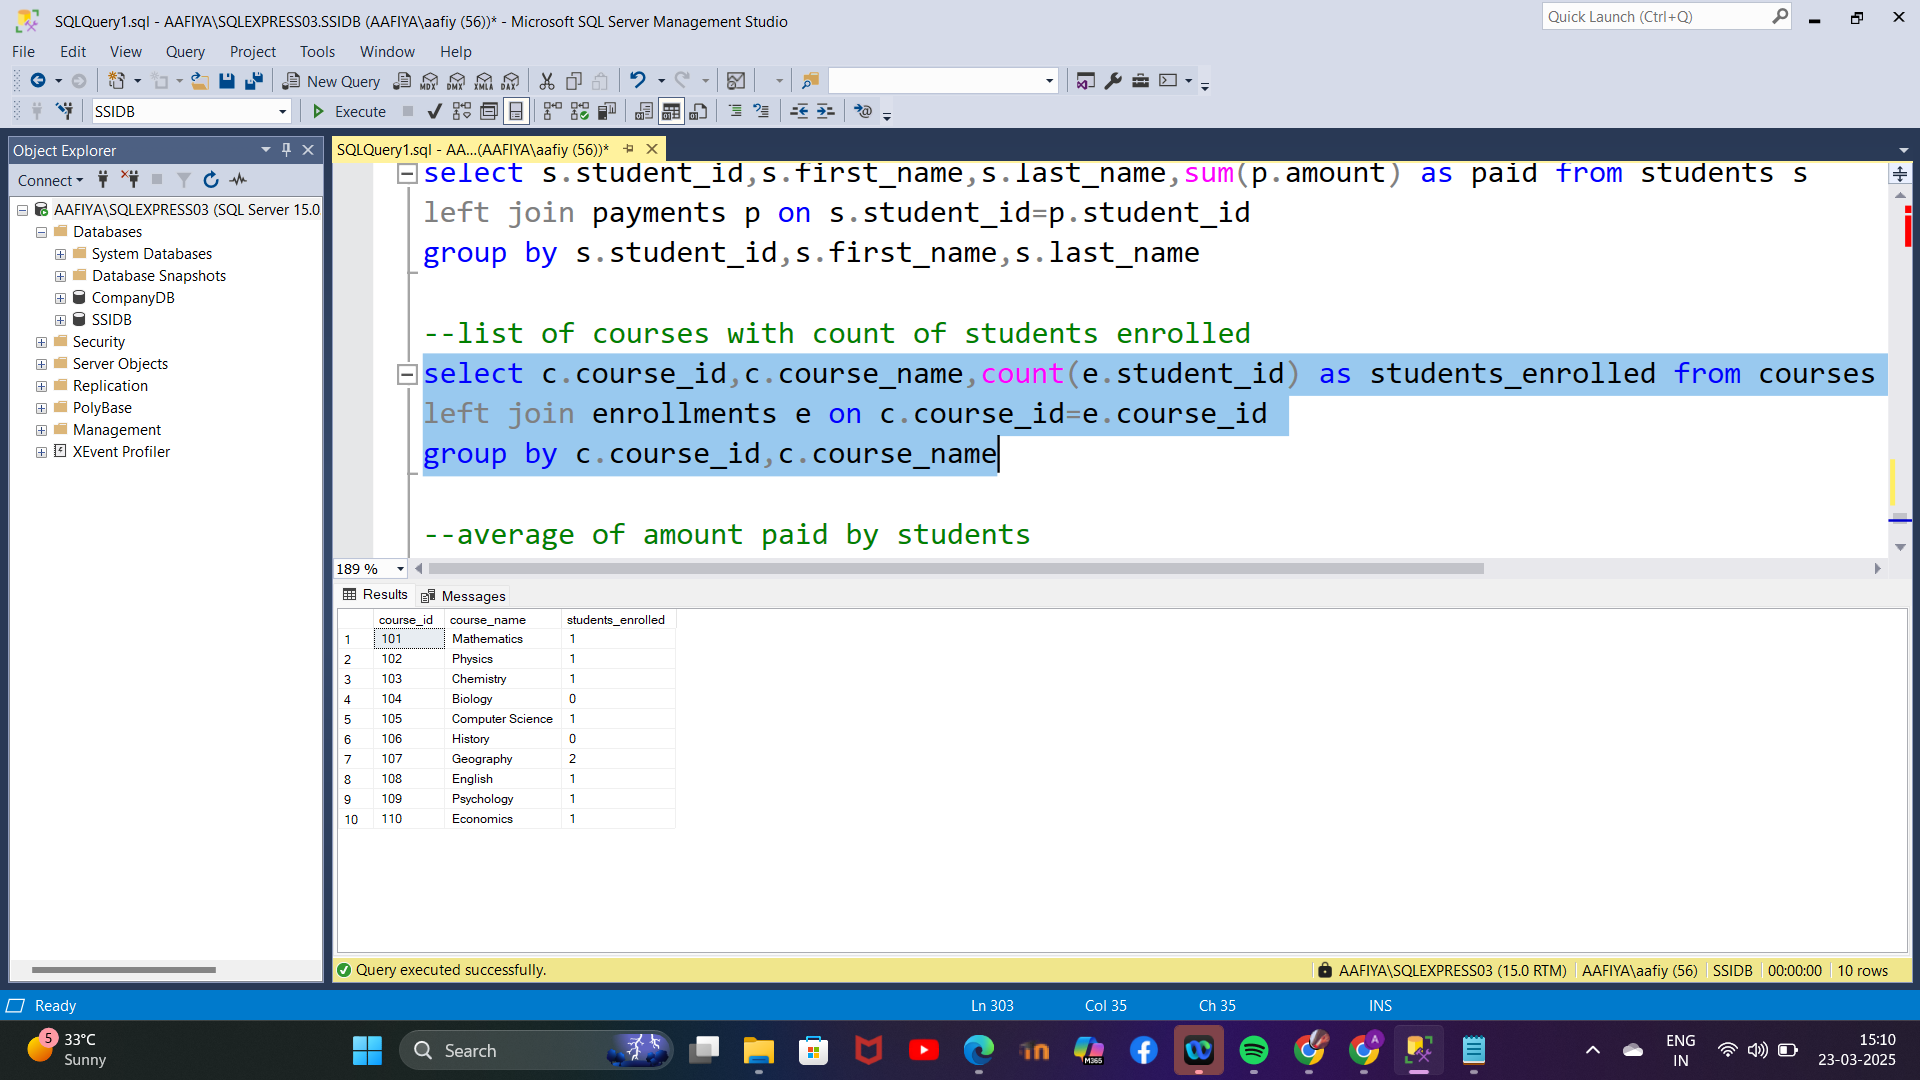 SQLQuery1.sql - AAFIYA\SQLEXPRESS03.SSIDB (AAFIYA\aafiy (56))* - Microsoft SQL Server Management Studio
Quick Launch (Ctrl+Q)
File Edit View Query Project Tools Window Help
New Query MDX DMX XMLA DAX
SSIDB Execute
Object Explorer
Connect
AAFIYA\SQLEXPRESS03 (SQL Server 15.0
Databases
System Databases
Database Snapshots
CompanyDB
SSIDB
Security
Server Objects
Replication
PolyBase
Management
XEvent Profiler
SQLQuery1.sql - AA...(AAFIYA\aafiy (56))*
select s.student_id,s.first_name,s.last_name,sum(p.amount) as paid from students s
left join payments p on s.student_id=p.student_id
group by s.student_id,s.first_name,s.last_name
--list of courses with count of students enrolled
select c.course_id,c.course_name,count(e.student_id) as students_enrolled from courses
left join enrollments e on c.course_id=e.course_id
group by c.course_id,c.course_name
--average of amount paid by students
189 %
Results Messages
course_id course_name students_enrolled
1 101 Mathematics 1
2 102 Physics 1
3 103 Chemistry 1
4 104 Biology 0
5 105 Computer Science 1
6 106 History 0
7 107 Geography 2
8 108 English 1
9 109 Psychology 1
10 110 Economics 1
Query executed successfully. AAFIYA\SQLEXPRESS03 (15.0 RTM) AAFIYA\aafiy (56) SSIDB 00:00:00 10 rows
Ready Ln 303 Col 35 Ch 35 INS
5 33°C
Sunny
Search
in
M365
A
ENG
IN
15:10
23-03-2025